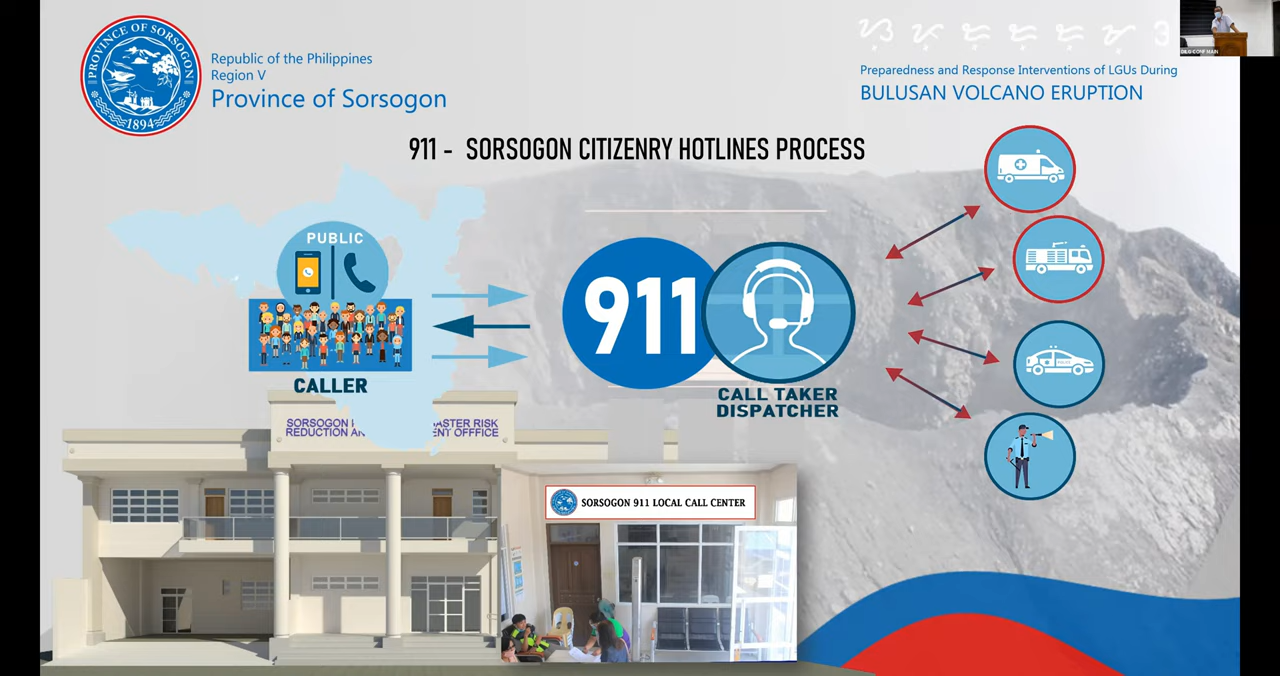 PROVINCE OF SORSOGON
1894
Republic of the Philippines
Region V
Province of Sorsogon
Preparedness and Response Interventions of LGUs During
BULUSAN VOLCANO ERUPTION
911 - SORSOGON CITIZENRY HOTLINES PROCESS
PUBLIC
CALLER
911
CALL TAKER
DISPATCHER
SORSOGON
ASTER RISK
REDUCTION
ENT OFFFICE
SORSOGON 911 LOCAL CALL CENTER